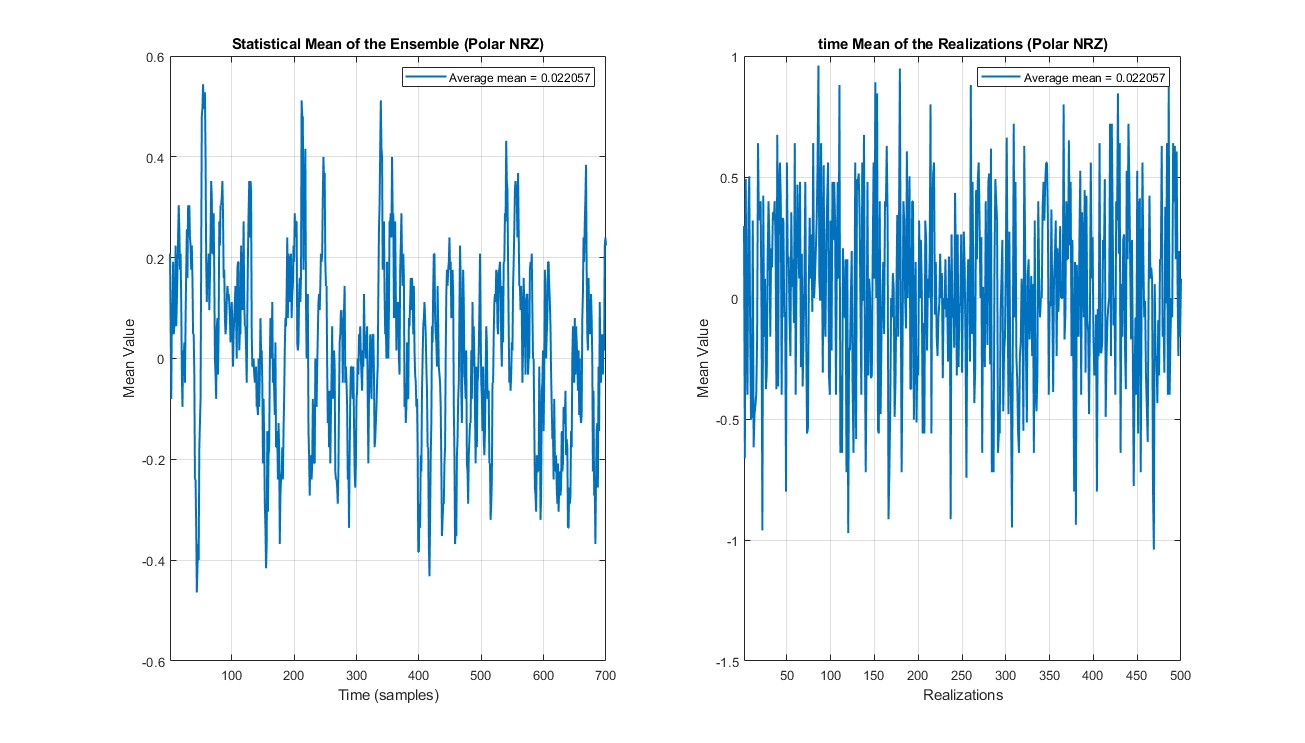 Statistical Mean of the Ensemble (Polar NRZ)
Average mean = 0.022057
0.6
0.4
0.2
0
-0.2
-0.4
-0.6
Mean Value
100 200 300 400 500 600 700
Time (samples)
time Mean of the Realizations (Polar NRZ)
Average mean = 0.022057
1
0.5
0
-0.5
-1
-1.5
Mean Value
50 100 150 200 250 300 350 400 450 500
Realizations